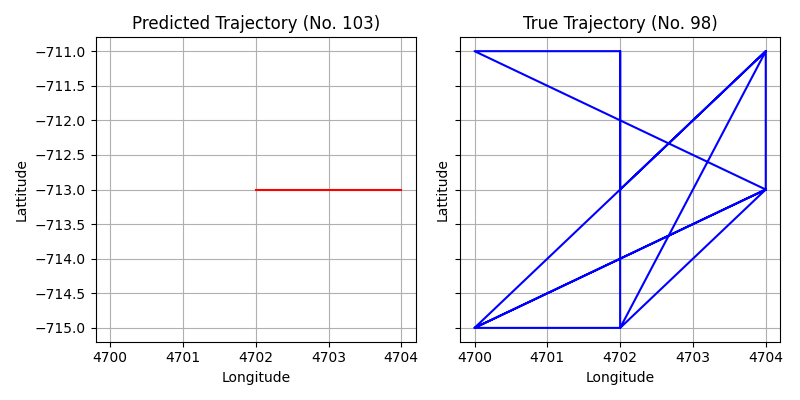 Predicted Trajectory (No. 103)
True Trajectory (No. 98)
−711.0
−711.5
−712.0
−712.5
−713.0
−713.5
−714.0
−714.5
−715.0
Lattitude
Lattitude
4700 4701 4702 4703 4704
4700 4701 4702 4703 4704
Longitude
Longitude